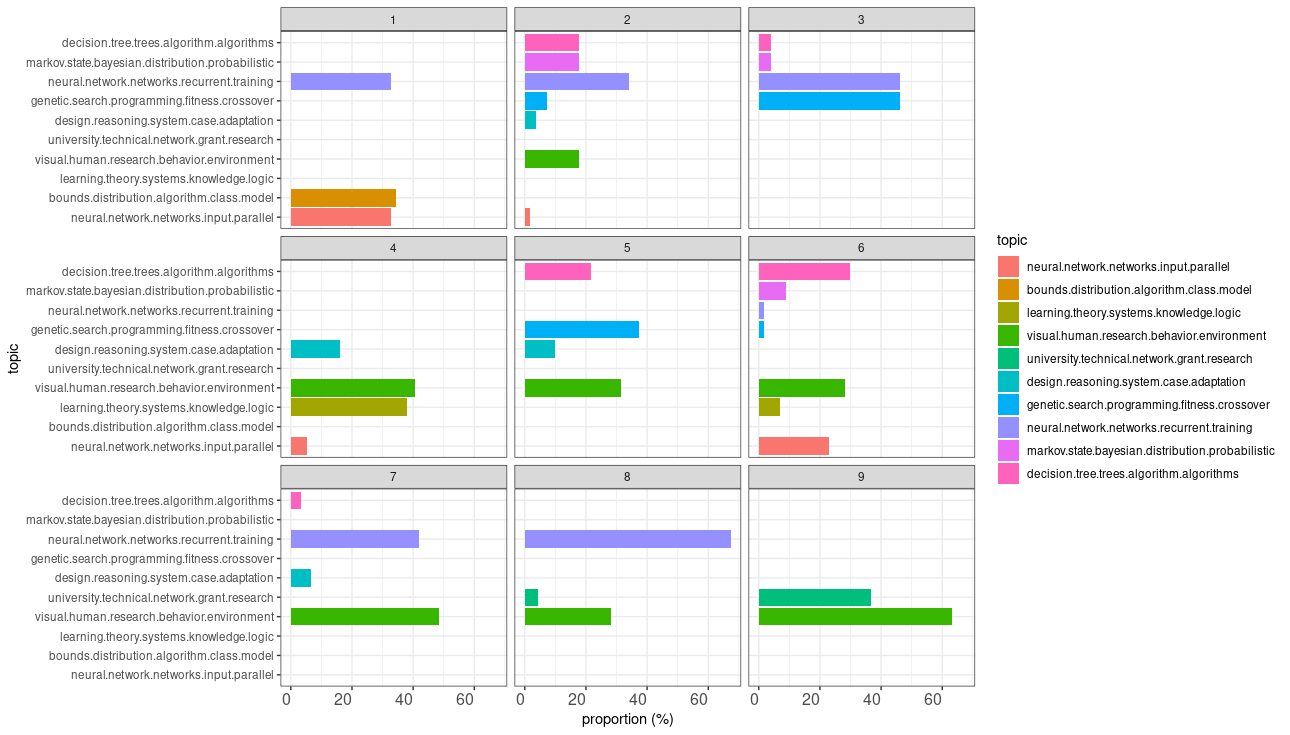 1
2
3
decision.tree.trees.algorithm.algorithms
markov.state.bayesian.distribution.probabilistic
neural.network.networks.recurrent.training
genetic.search.programming.fitness.crossover
design.reasoning.system.case.adaptation
university.technical.network.grant.research
visual.human.research.behavior.environment
learning.theory.systems.knowledge.logic
bounds.distribution.algorithm.class.model
neural.network.networks.input.parallel
4
5
6
decision.tree.trees.algorithm.algorithms
markov.state.bayesian.distribution.probabilistic
neural.network.networks.recurrent.training
genetic.search.programming.fitness.crossover
design.reasoning.system.case.adaptation
university.technical.network.grant.research
visual.human.research.behavior.environment
learning.theory.systems.knowledge.logic
bounds.distribution.algorithm.class.model
neural.network.networks.input.parallel
7
8
9
decision.tree.trees.algorithm.algorithms
markov.state.bayesian.distribution.probabilistic
neural.network.networks.recurrent.training
genetic.search.programming.fitness.crossover
design.reasoning.system.case.adaptation
university.technical.network.grant.research
visual.human.research.behavior.environment
learning.theory.systems.knowledge.logic
bounds.distribution.algorithm.class.model
neural.network.networks.input.parallel
0 20 40 60
0 20 40 60
0 20 40 60
proportion (%)
topic
topic
neural.network.networks.input.parallel
bounds.distribution.algorithm.class.model
learning.theory.systems.knowledge.logic
visual.human.research.behavior.environment
university.technical.network.grant.research
design.reasoning.system.case.adaptation
genetic.search.programming.fitness.crossover
neural.network.networks.recurrent.training
markov.state.bayesian.distribution.probabilistic
decision.tree.trees.algorithm.algorithms